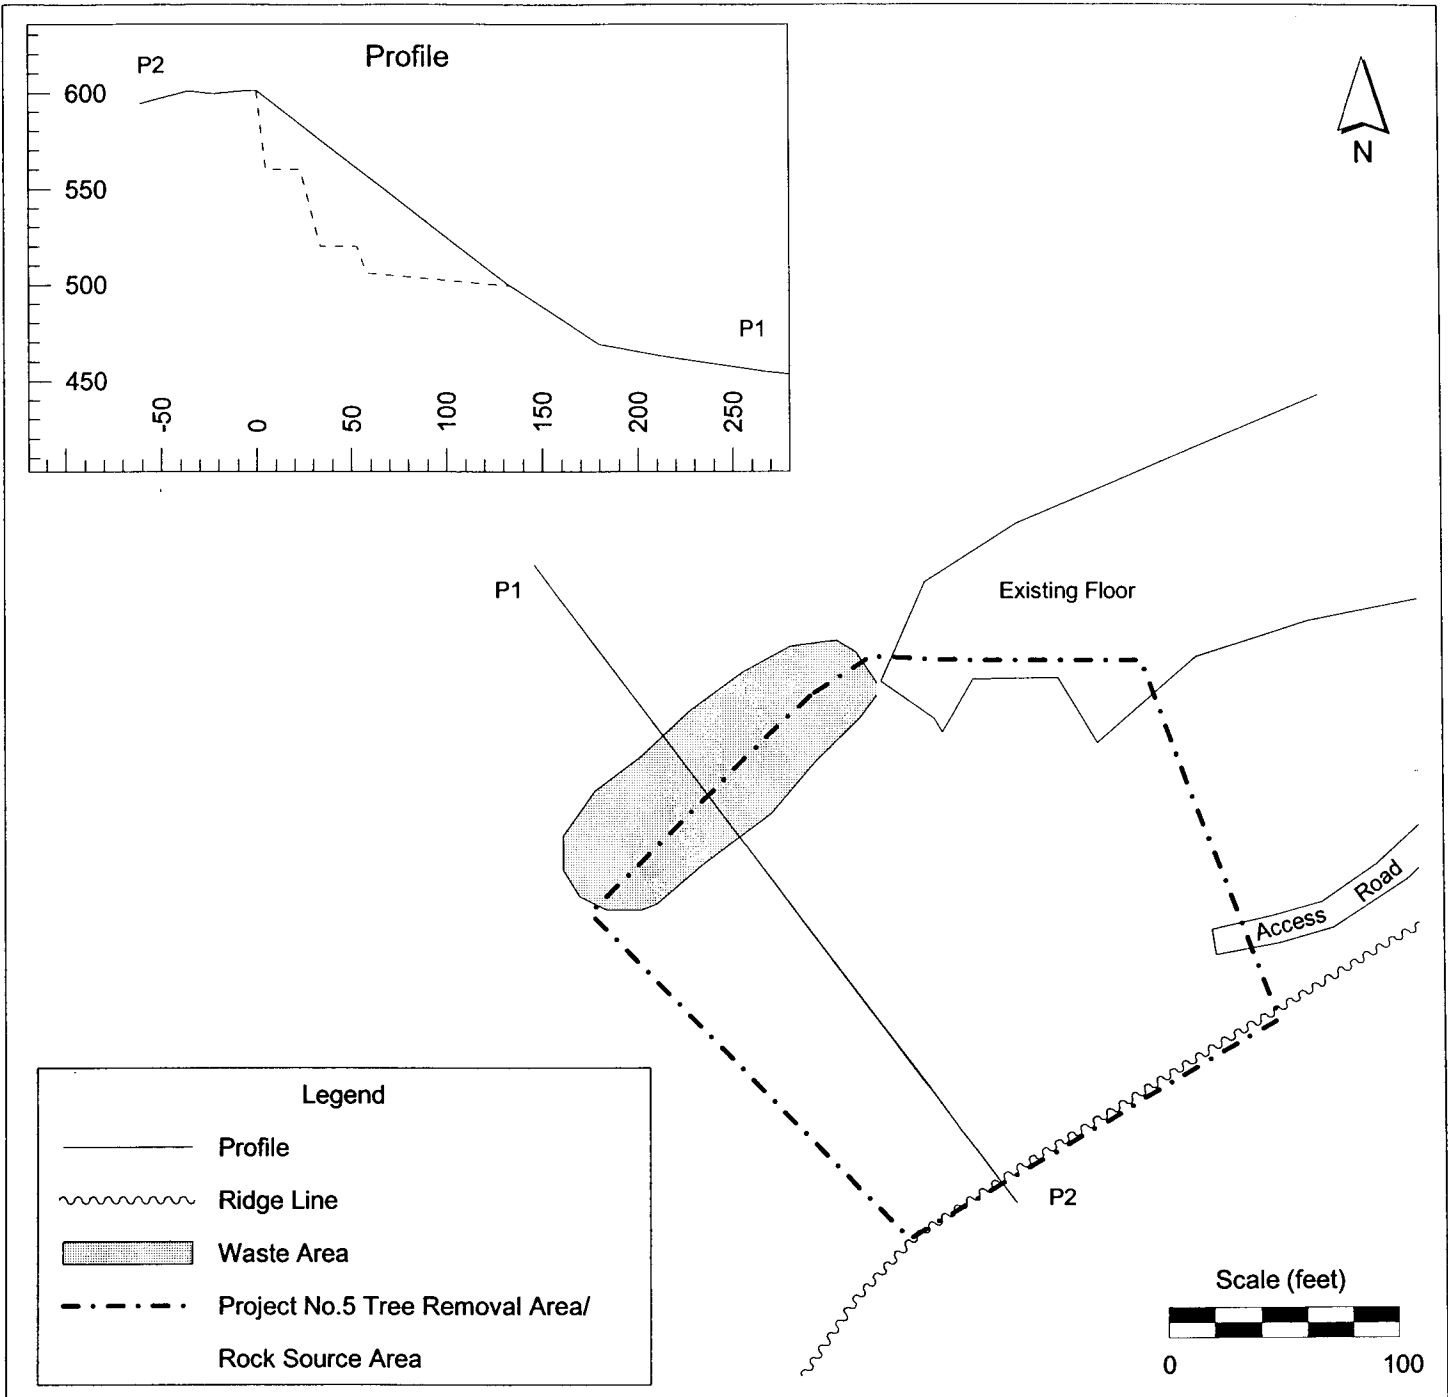 Profile
P2
600
550
500
450
P1
-50
0
50
100
150
200
250
N
P1
Existing Floor
Access Road
P2
Legend
Profile
Ridge Line
Waste Area
Project No.5 Tree Removal Area/
Rock Source Area
Scale (feet)
0 100